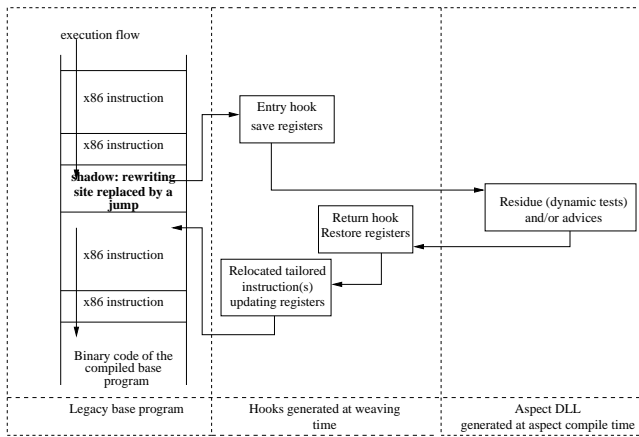 execution flow
x86 instruction
x86 instruction
shadow: rewriting
site replaced by a
jump
x86 instruction
x86 instruction
Binary code of the
compiled base
program
Legacy base program
Entry hook
save registers
Return hook
Restore registers
Relocated tailored
instruction(s)
updating registers
Hooks generated at weaving
time
Residue (dynamic tests)
and/or advices
Aspect DLL
generated at aspect compile time